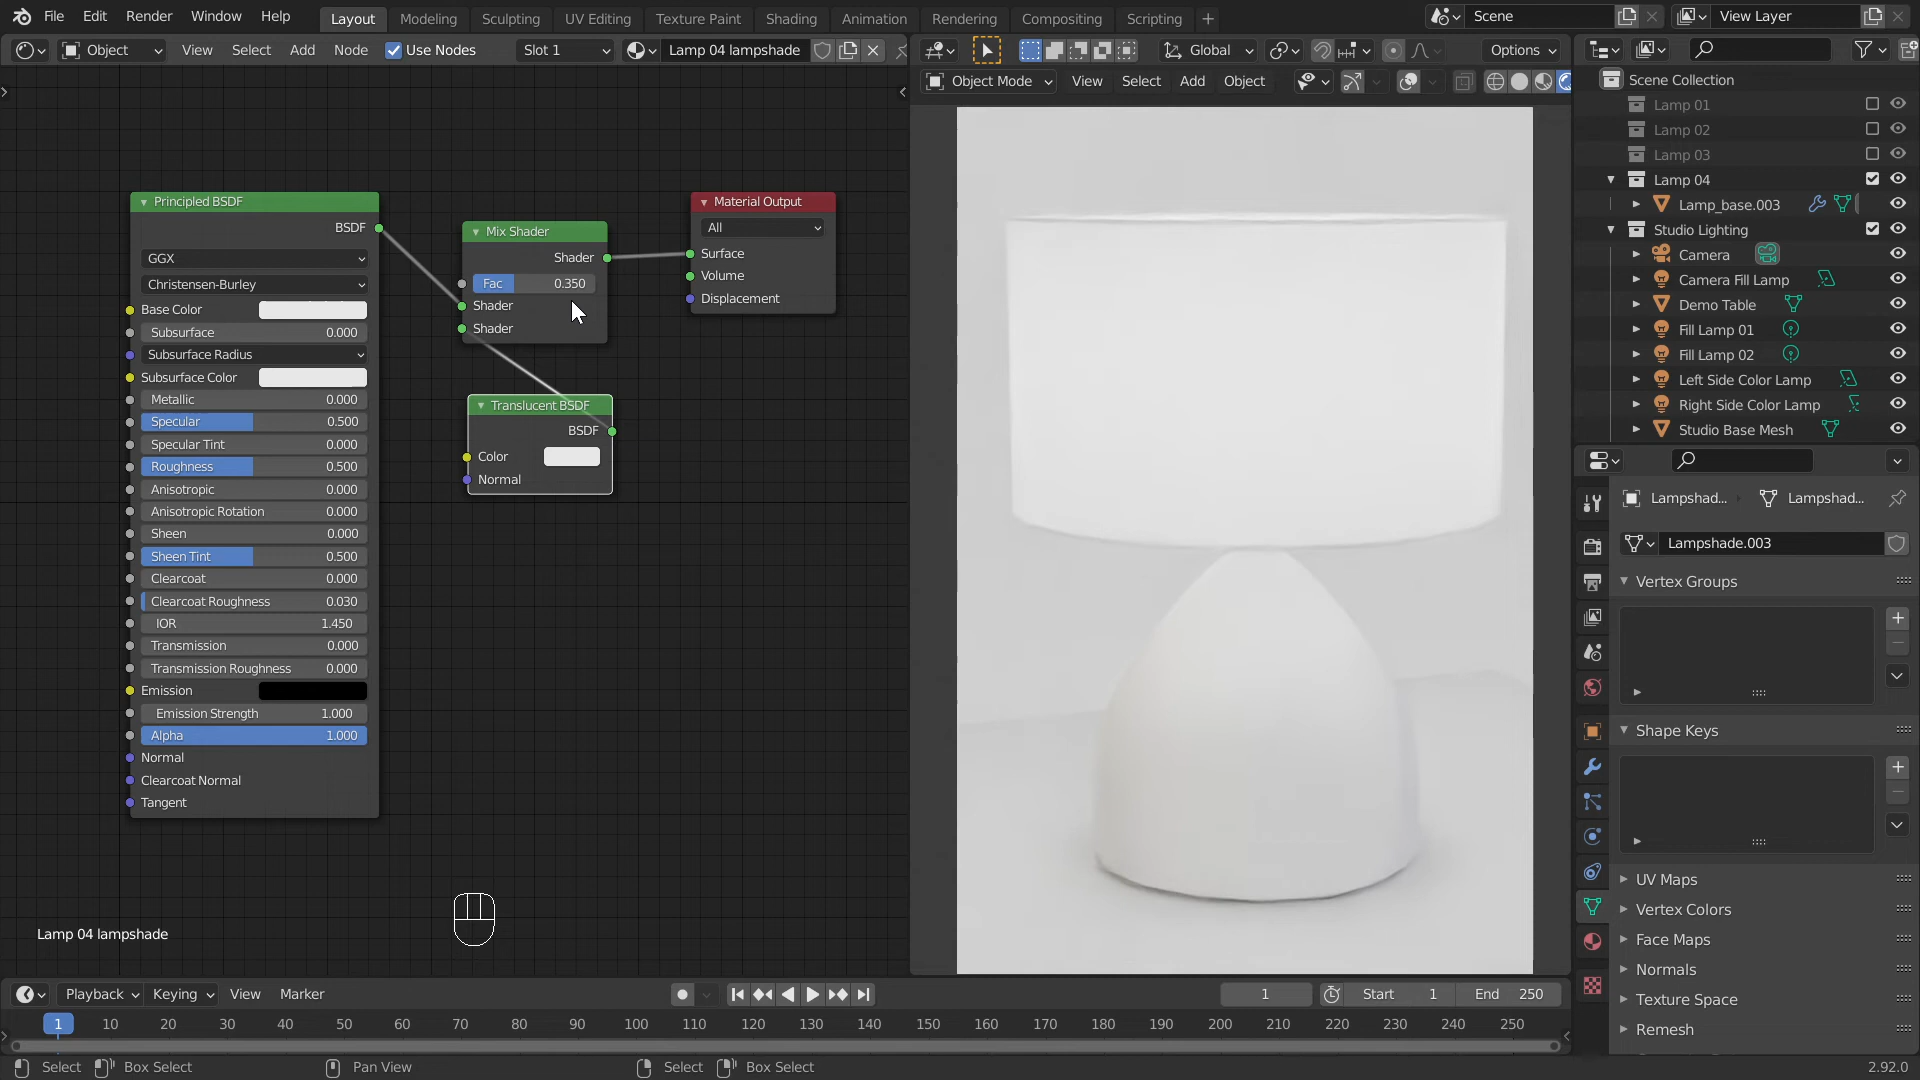 File Edit Render Window Help Layout Modeling Sculpting UV Editing Texture Paint Shading Animation Rendering Compositing Scripting + Scene View Layer
Object View Select Add Node Use Nodes Slot 1 Lamp 04 lampshade Global Options
Object Mode View Select Add Object
Scene Collection
Lamp 01
Lamp 02
Lamp 03
Lamp 04
Lamp_base.003
Studio Lighting
Camera
Camera Fill Lamp
Demo Table
Fill Lamp 01
Fill Lamp 02
Left Side Color Lamp
Right Side Color Lamp
Studio Base Mesh
Principled BSDF
BSDF
GGX
Christensen-Burley
Base Color
Subsurface 0.000
Subsurface Radius
Subsurface Color
Metallic 0.000
Specular 0.500
Specular Tint 0.000
Roughness 0.500
Anisotropic 0.000
Anisotropic Rotation 0.000
Sheen 0.000
Sheen Tint 0.500
Clearcoat 0.000
Clearcoat Roughness 0.030
IOR 1.450
Transmission 0.000
Transmission Roughness 0.000
Emission
Emission Strength 1.000
Alpha 1.000
Normal
Clearcoat Normal
Tangent
Mix Shader
Shader
Fac 0.350
Shader
Shader
Translucent BSDF
BSDF
Color
Normal
Material Output
All
Surface
Volume
Displacement
Lamp 04 lampshade
Lampshad... Lampshad...
Lampshade.003
Vertex Groups
Shape Keys
UV Maps
Vertex Colors
Face Maps
Normals
Texture Space
Remesh
Playback Keying View Marker 1 Start 1 End 250
1 10 20 30 40 50 60 70 80 90 100 110 120 130 140 150 160 170 180 190 200 210 220 230 240 250
Select Box Select Pan View Select Box Select 2.92.0